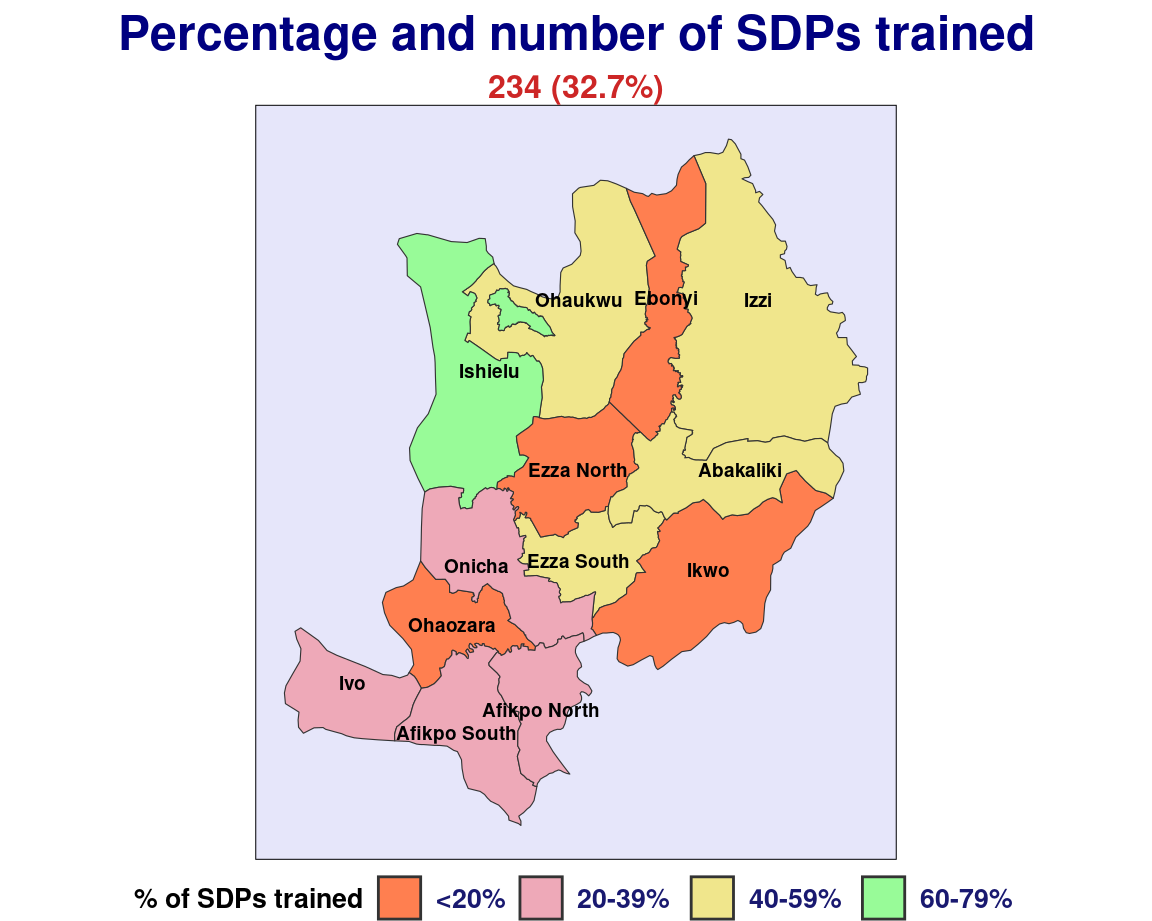 Percentage and number of SDPs trained
234 (32.7%)
Ohaukwu
Ebonyi
Izzi
Ishielu
Ezza North
Abakaliki
Onicha
Ezza South
Ikwo
Ohaozara
Ivo
Afikpo North
Afikpo South
% of SDPs trained <20% 20-39% 40-59% 60-79%